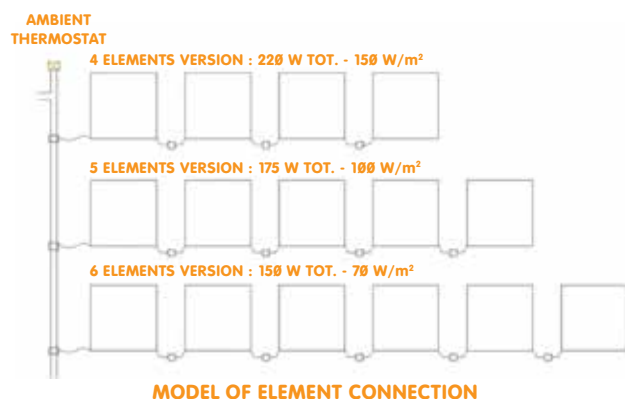 AMBIENT
THERMOSTAT
4 ELEMENTS VERSION : 220 W TOT. - 150 W/m²
5 ELEMENTS VERSION : 175 W TOT. - 100 W/m²
6 ELEMENTS VERSION : 150 W TOT. - 70 W/m²
MODEL OF ELEMENT CONNECTION